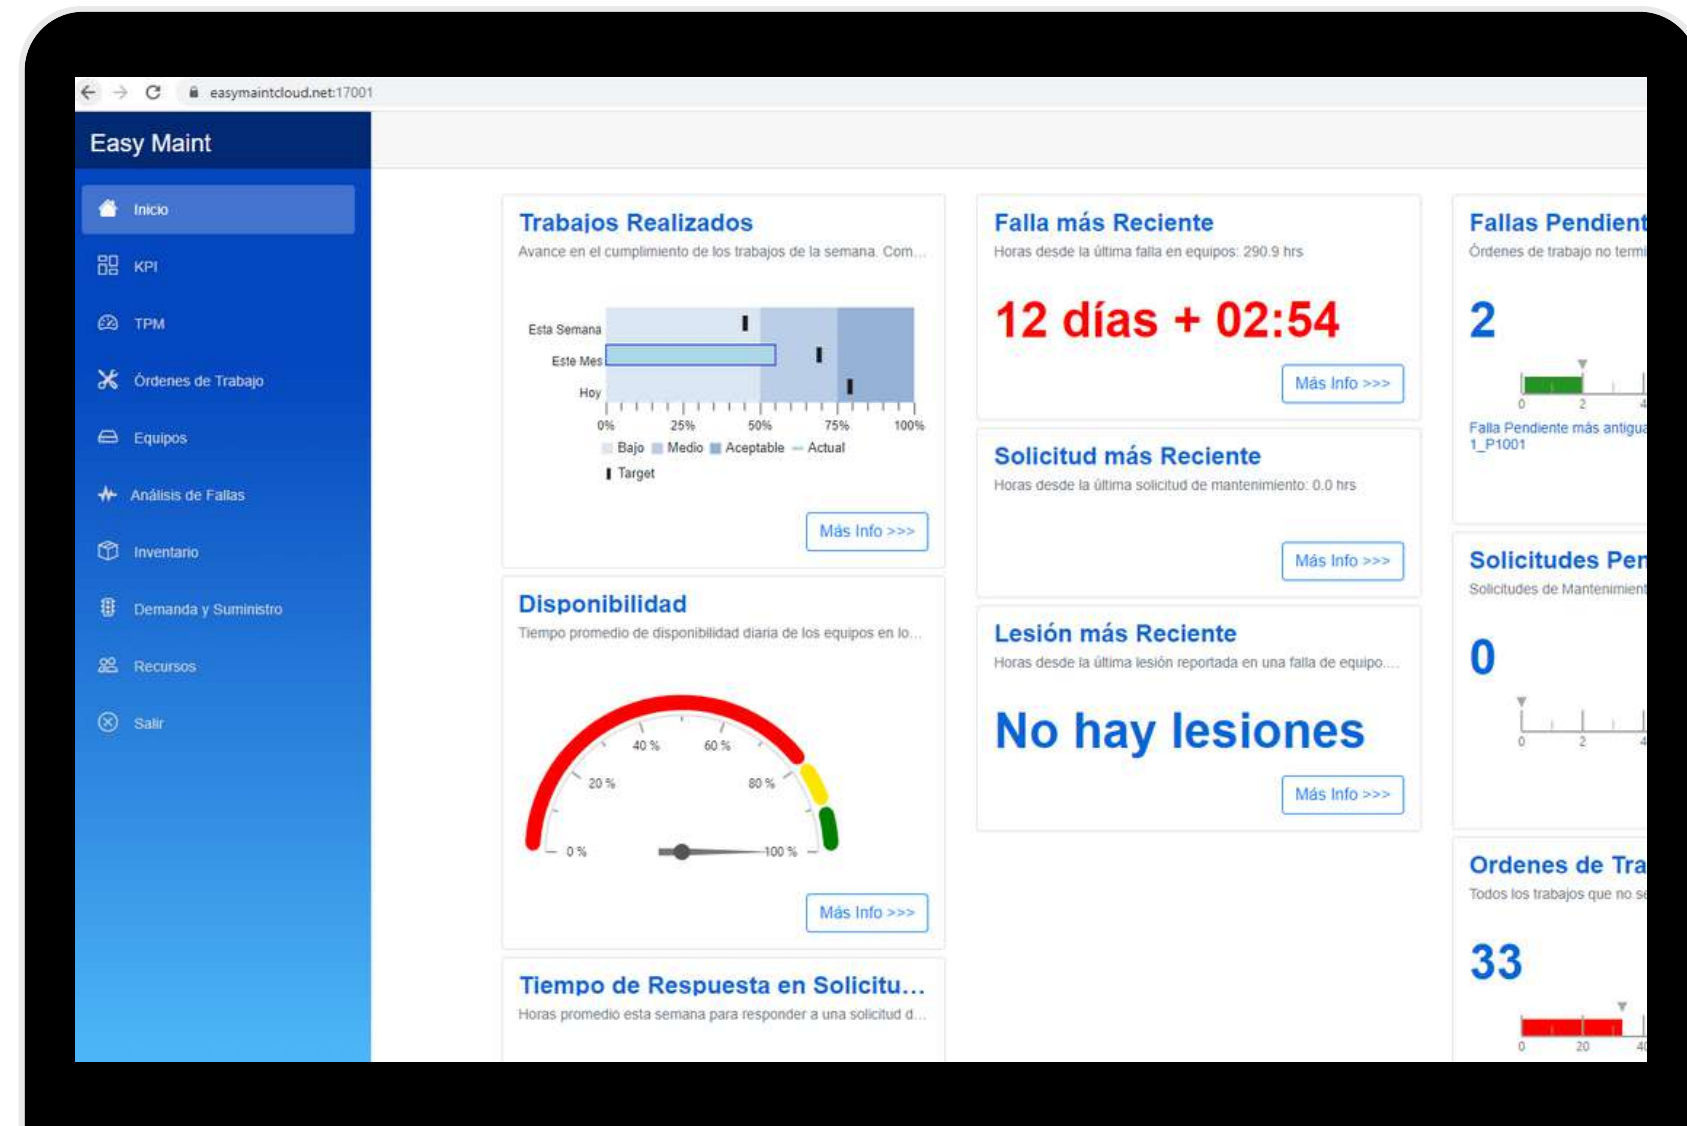 easymaintcloud.net:17001
Easy Maint
Inicio
KPI
TPM
Órdenes de Trabajo
Equipos
Análisis de Fallas
Inventario
Demanda y Suministro
Recursos
Salir
Trabajos Realizados
Avance en el cumplimiento de los trabajos de la semana. Com...
Esta Semana
Este Mes
Hoy
0% 25% 50% 75% 100%
Bajo Medio Aceptable Actual
Target
Más Info >>>
Disponibilidad
Tiempo promedio de disponibilidad diaria de los equipos en lo...
0 % 20 % 40 % 60 % 80 % 100 %
Más Info >>>
Tiempo de Respuesta en Solicitu...
Horas promedio esta semana para responder a una solicitud d...
Falla más Reciente
Horas desde la última falla en equipos: 290.9 hrs
12 días + 02:54
Más Info >>>
Solicitud más Reciente
Horas desde la última solicitud de mantenimiento: 0.0 hrs
Más Info >>>
Lesión más Reciente
Horas desde la última lesión reportada en una falla de equipo....
No hay lesiones
Más Info >>>
Fallas Pendient
Órdenes de trabajo no termi
2
0 2 4
Falla Pendiente más antigua
1_P1001
Solicitudes Pen
Solicitudes de Mantenimient
0
0 2 4
Ordenes de Tra
Todos los trabajos que no se
33
0 20 40